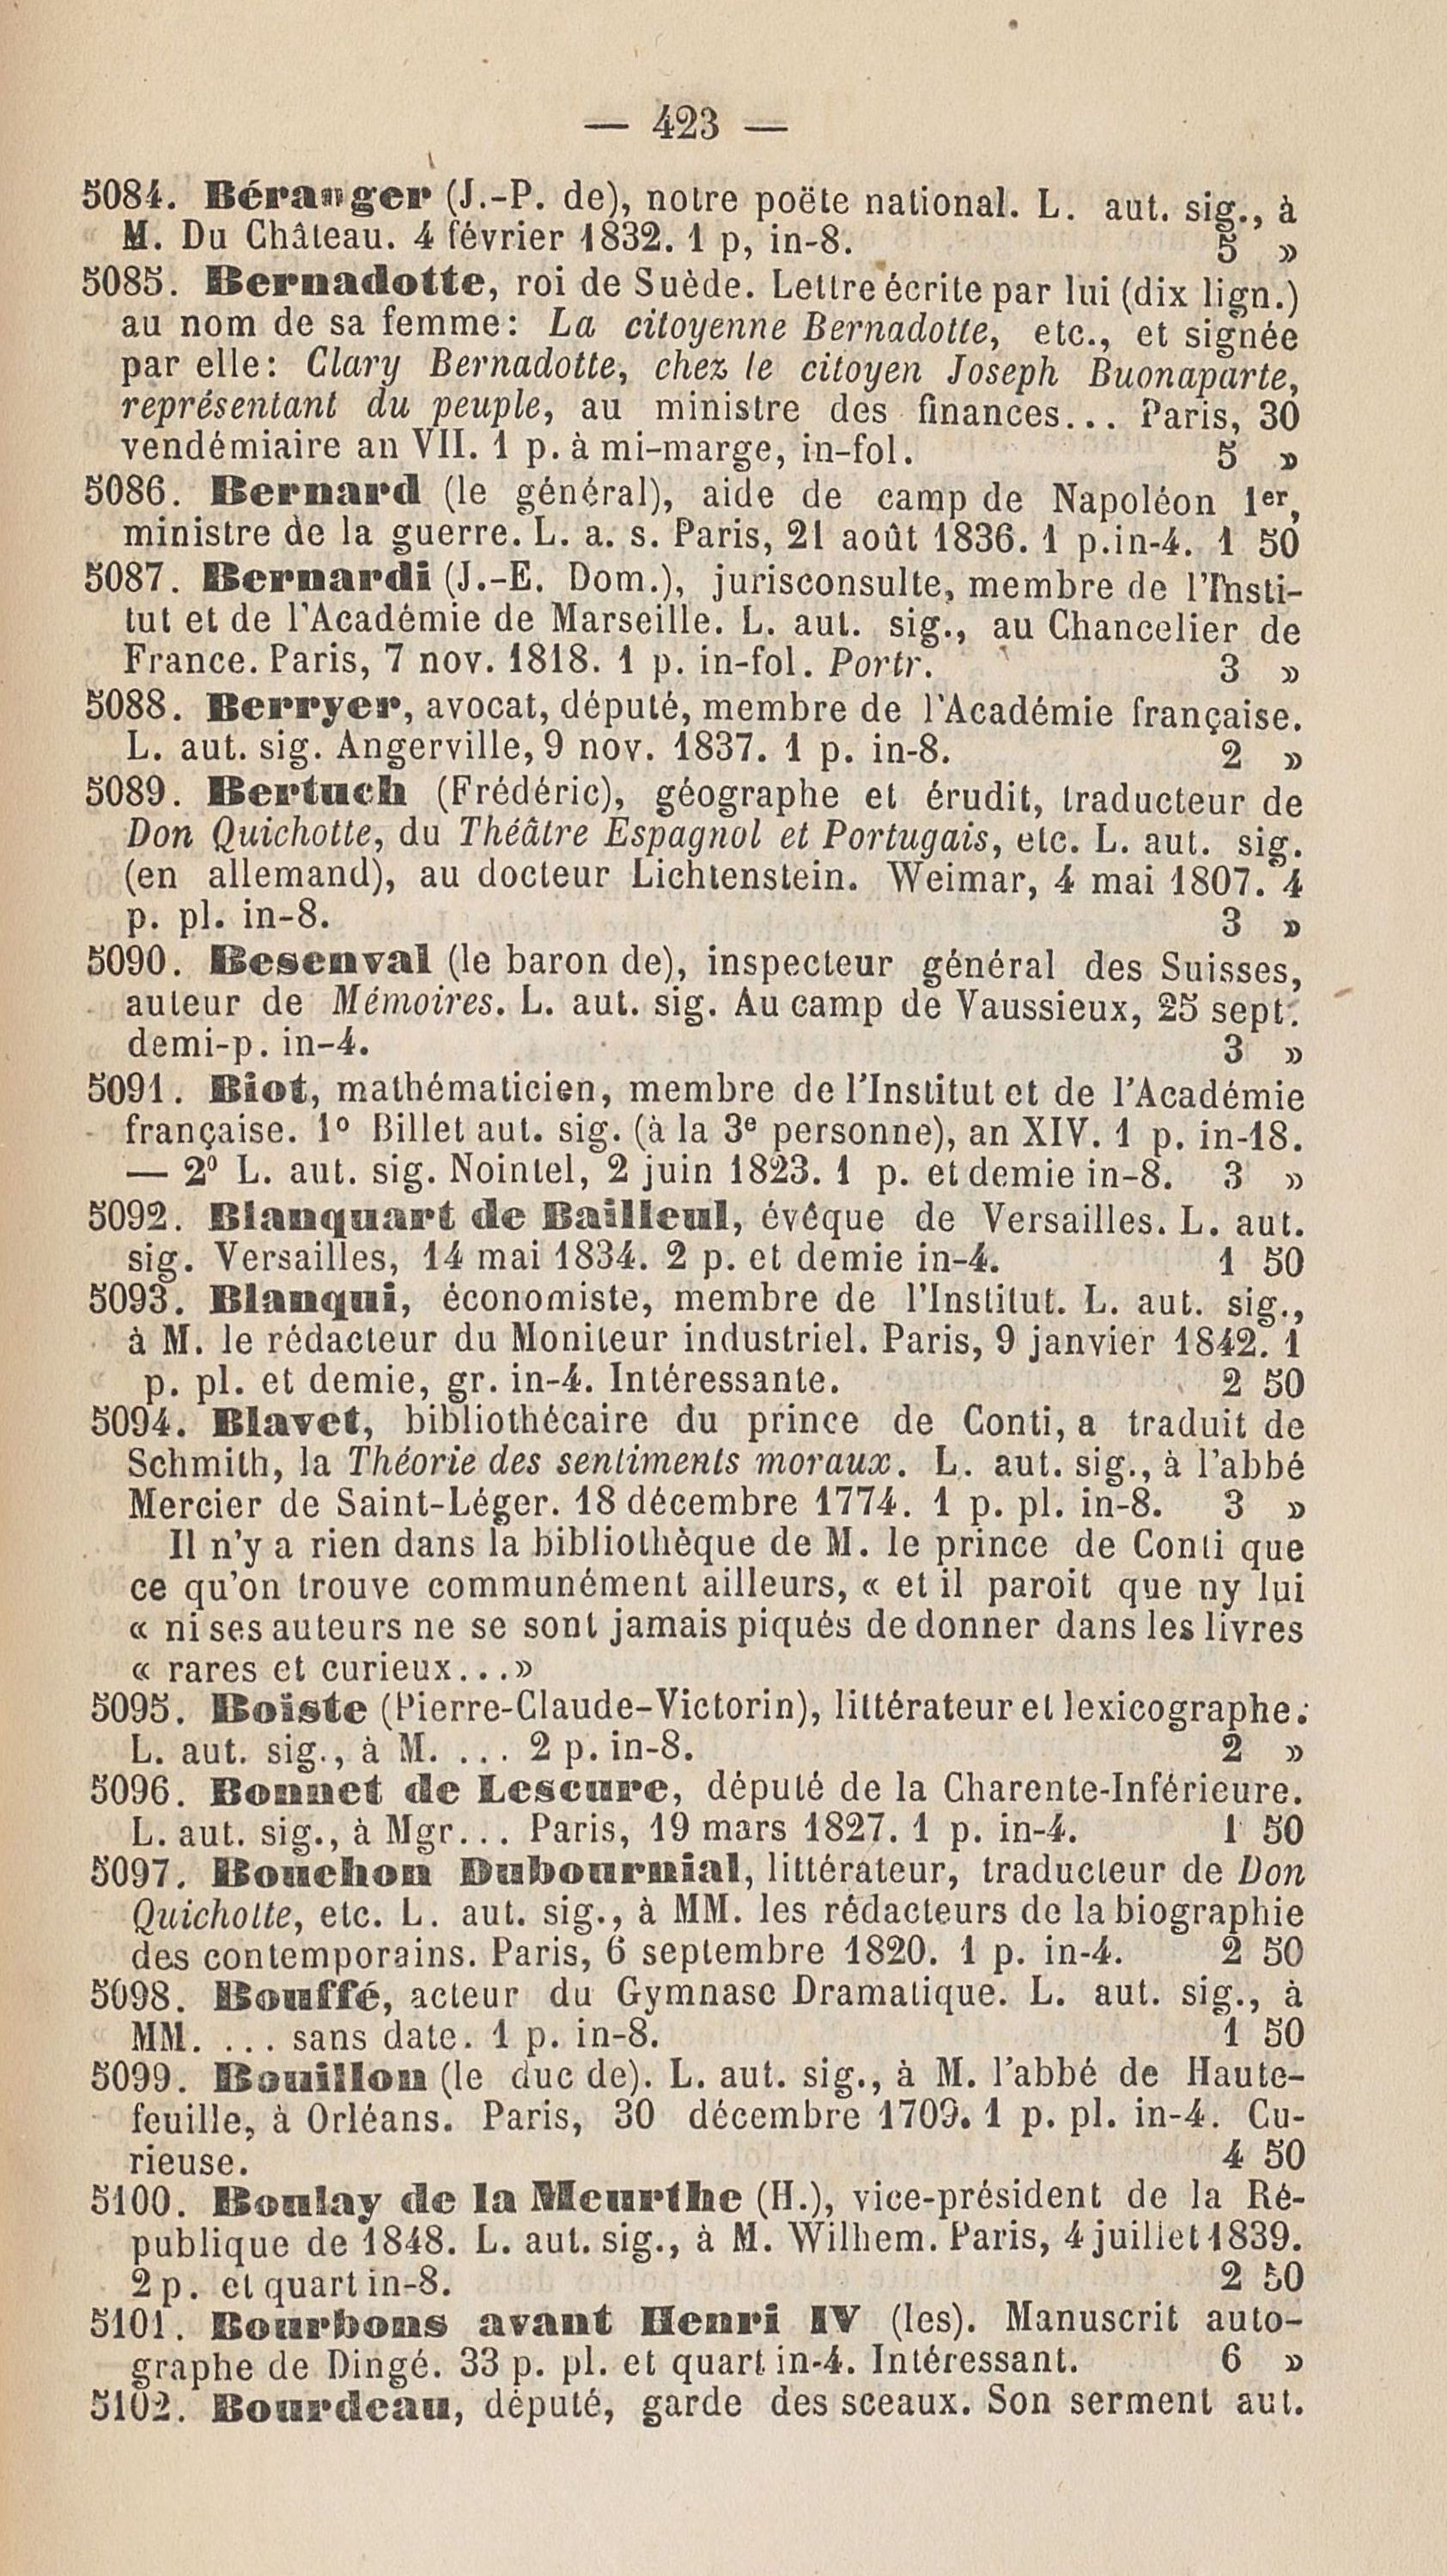 — 423 —
5084. Béranger (J.-P. de), notre poëte national. L. aut. sig., à
M. Du Château. 4 février 1832. 1 p, in-8. 5 »
5085. Bernadotte, roi de Suède. Lettre écrite par lui (dix lign.)
au nom de sa femme: La citoyenne Bernadotte, etc., et signée
par elle: Clary Bernadotte, chez le citoyen Joseph Buonaparte,
représentant du peuple, au ministre des finances... Paris, 30
vendémiaire an VII. 1 p. à mi-marge, in-fol. 5 »
5086. Bernard (le général), aide de camp de Napoléon 1er,
ministre de la guerre. L. a. s. Paris, 21 août 1836. 1 p. in-4. 1 50
5087. Bernardi (J.-E. Dom.), jurisconsulte, membre de l'Insti-
tut et de l'Académie de Marseille. L. aut. sig., au Chancelier de
France. Paris, 7 nov. 1818. 1 p. in-fol. Portr. 3 »
5088. Berryer, avocat, député, membre de l'Académie française.
L. aut. sig. Angerville, 9 nov. 1837. 1 p. in-8. 2 »
5089. Bertuch (Frédéric), géographe et érudit, traducteur de
Don Quichotte, du Théâtre Espagnol et Portugais, etc. L. aut. sig.
(en allemand), au docteur Lichtenstein. Weimar, 4 mai 1807. 4
p. pl. in-8. 3 »
5090. Besenval (le baron de), inspecteur général des Suisses,
auteur de Mémoires. L. aut. sig. Au camp de Vaussieux, 25 sept.
demi-p. in-4. 3 »
5091. Biot, mathématicien, membre de l'Institut et de l'Académie
française. 1º Billet aut. sig. (à la 3e personne), an XIV. 1 p. in-18.
— 2º L. aut. sig. Nointel, 2 juin 1823. 1 p. et demie in-8. 3 »
5092. Blanquart de Bailleul, évêque de Versailles. L. aut.
sig. Versailles, 14 mai 1834. 2 p. et demie in-4. 1 50
5093. Blanqui, économiste, membre de l'Institut. L. aut. sig.,
à M. le rédacteur du Moniteur industriel. Paris, 9 janvier 1842. 1
p. pl. et demie, gr. in-4. Intéressante. 2 50
5094. Blavet, bibliothécaire du prince de Conti, a traduit de
Schmith, la Théorie des sentiments moraux. L. aut. sig., à l'abbé
Mercier de Saint-Léger. 18 décembre 1774. 1 p. pl. in-8. 3 »
Il n'y a rien dans la bibliothèque de M. le prince de Conti que
ce qu'on trouve communément ailleurs, « et il paroit que ny lui
« ni ses auteurs ne se sont jamais piqués de donner dans les livres
« rares et curieux...»
5095. Boiste (Pierre-Claude-Victorin), littérateur et lexicographe.
L. aut. sig., à M. ... 2 p. in-8. 2 »
5096. Bonnet de Lescure, député de la Charente-Inférieure.
L. aut. sig., à Mgr... Paris, 19 mars 1827. 1 p. in-4. 1 50
5097. Bouchon Dubournial, littérateur, traducteur de Don
Quichotte, etc. L. aut. sig., à MM. les rédacteurs de la biographie
des contemporains. Paris, 6 septembre 1820. 1 p. in-4. 2 50
5098. Bouffé, acteur du Gymnase Dramatique. L. aut. sig., à
MM. ... sans date. 1 p. in-8. 1 50
5099. Bouillon (le duc de). L. aut. sig., à M. l'abbé de Haute-
feuille, à Orléans. Paris, 30 décembre 1709. 1 p. pl. in-4. Cu-
rieuse. 4 50
5100. Boulay de la Meurthe (H.), vice-président de la Ré-
publique de 1848. L. aut. sig., à M. Wilhem. Paris, 4 juillet 1839.
2 p. et quart in-8. 2 50
5101. Bourbons avant Henri IV (les). Manuscrit auto-
graphe de Dingé. 33 p. pl. et quart in-4. Intéressant. 6 »
5102. Bourdeau, député, garde des sceaux. Son serment aut.